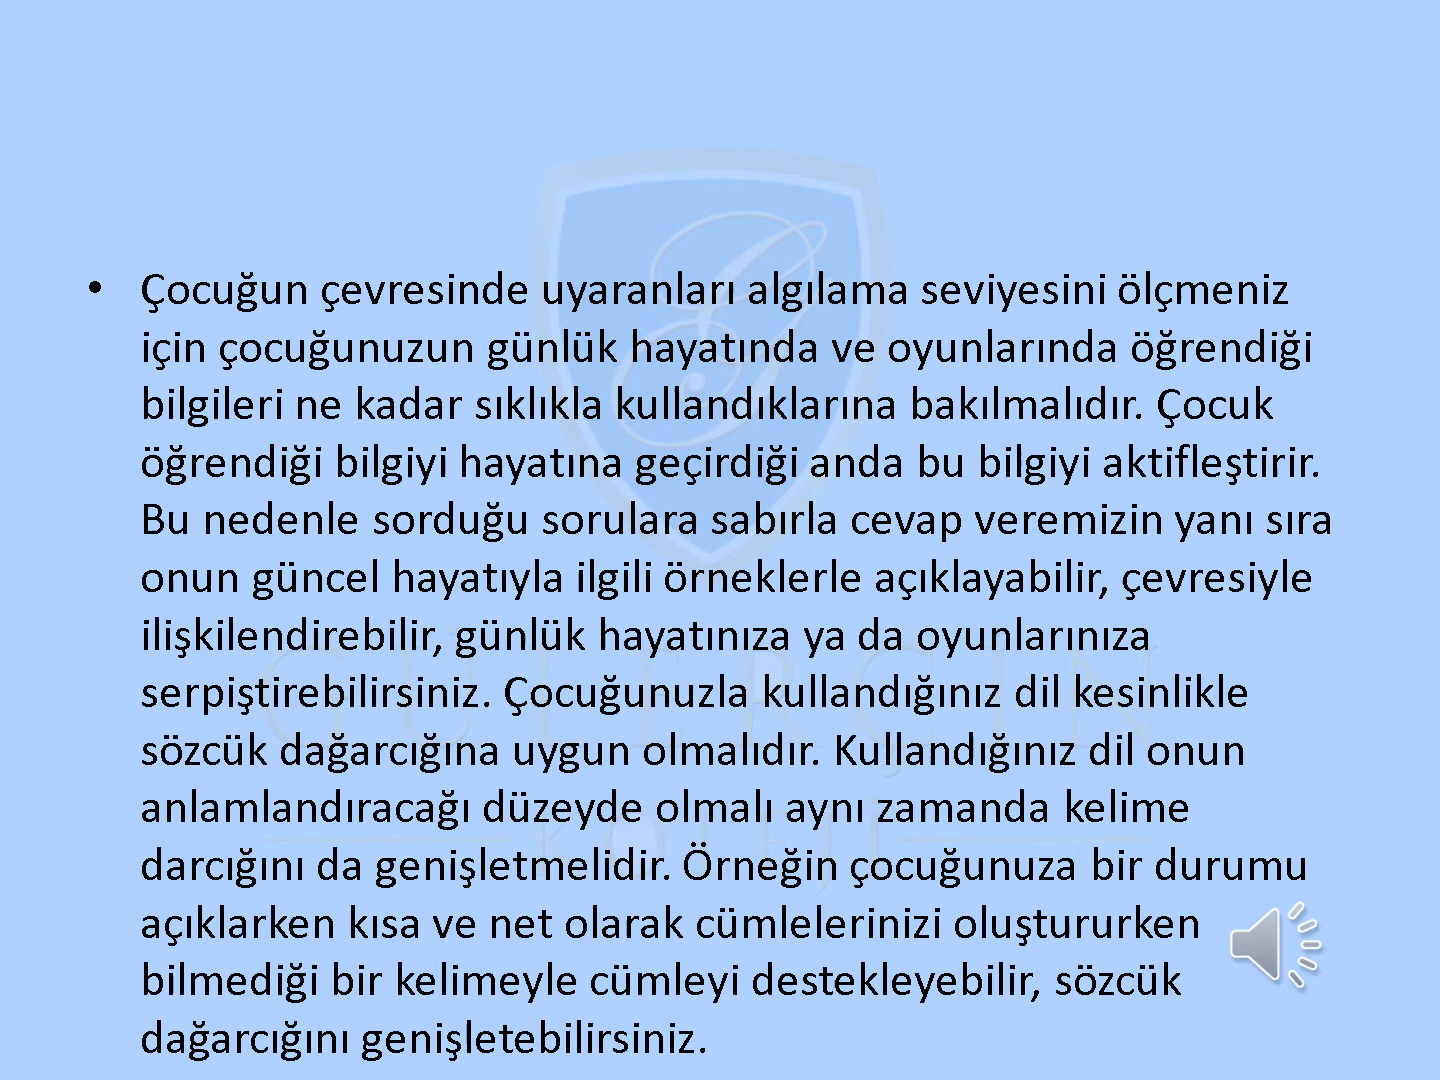 • Çocuğun çevresinde uyaranları algılama seviyesini ölçmeniz
için çocuğunuzun günlük hayatında ve oyunlarında öğrendiği
bilgileri ne kadar sıklıkla kullandıklarına bakılmalıdır. Çocuk
öğrendiği bilgiyi hayatına geçirdiği anda bu bilgiyi aktifleştirir.
Bu nedenle sorduğu sorulara sabırla cevap veremizin yanı sıra
onun güncel hayatıyla ilgili örneklerle açıklayabilir, çevresiyle
ilişkilendirebilir, günlük hayatınıza ya da oyunlarınıza
serpiştirebilirsiniz. Çocuğunuzla kullandığınız dil kesinlikle
sözcük dağarcığına uygun olmalıdır. Kullandığınız dil onun
anlamlandıracağı düzeyde olmalı aynı zamanda kelime
darcığını da genişletmelidir. Örneğin çocuğunuza bir durumu
açıklarken kısa ve net olarak cümlelerinizi oluştururken
bilmediği bir kelimeyle cümleyi destekleyebilir, sözcük
dağarcığını genişletebilirsiniz.